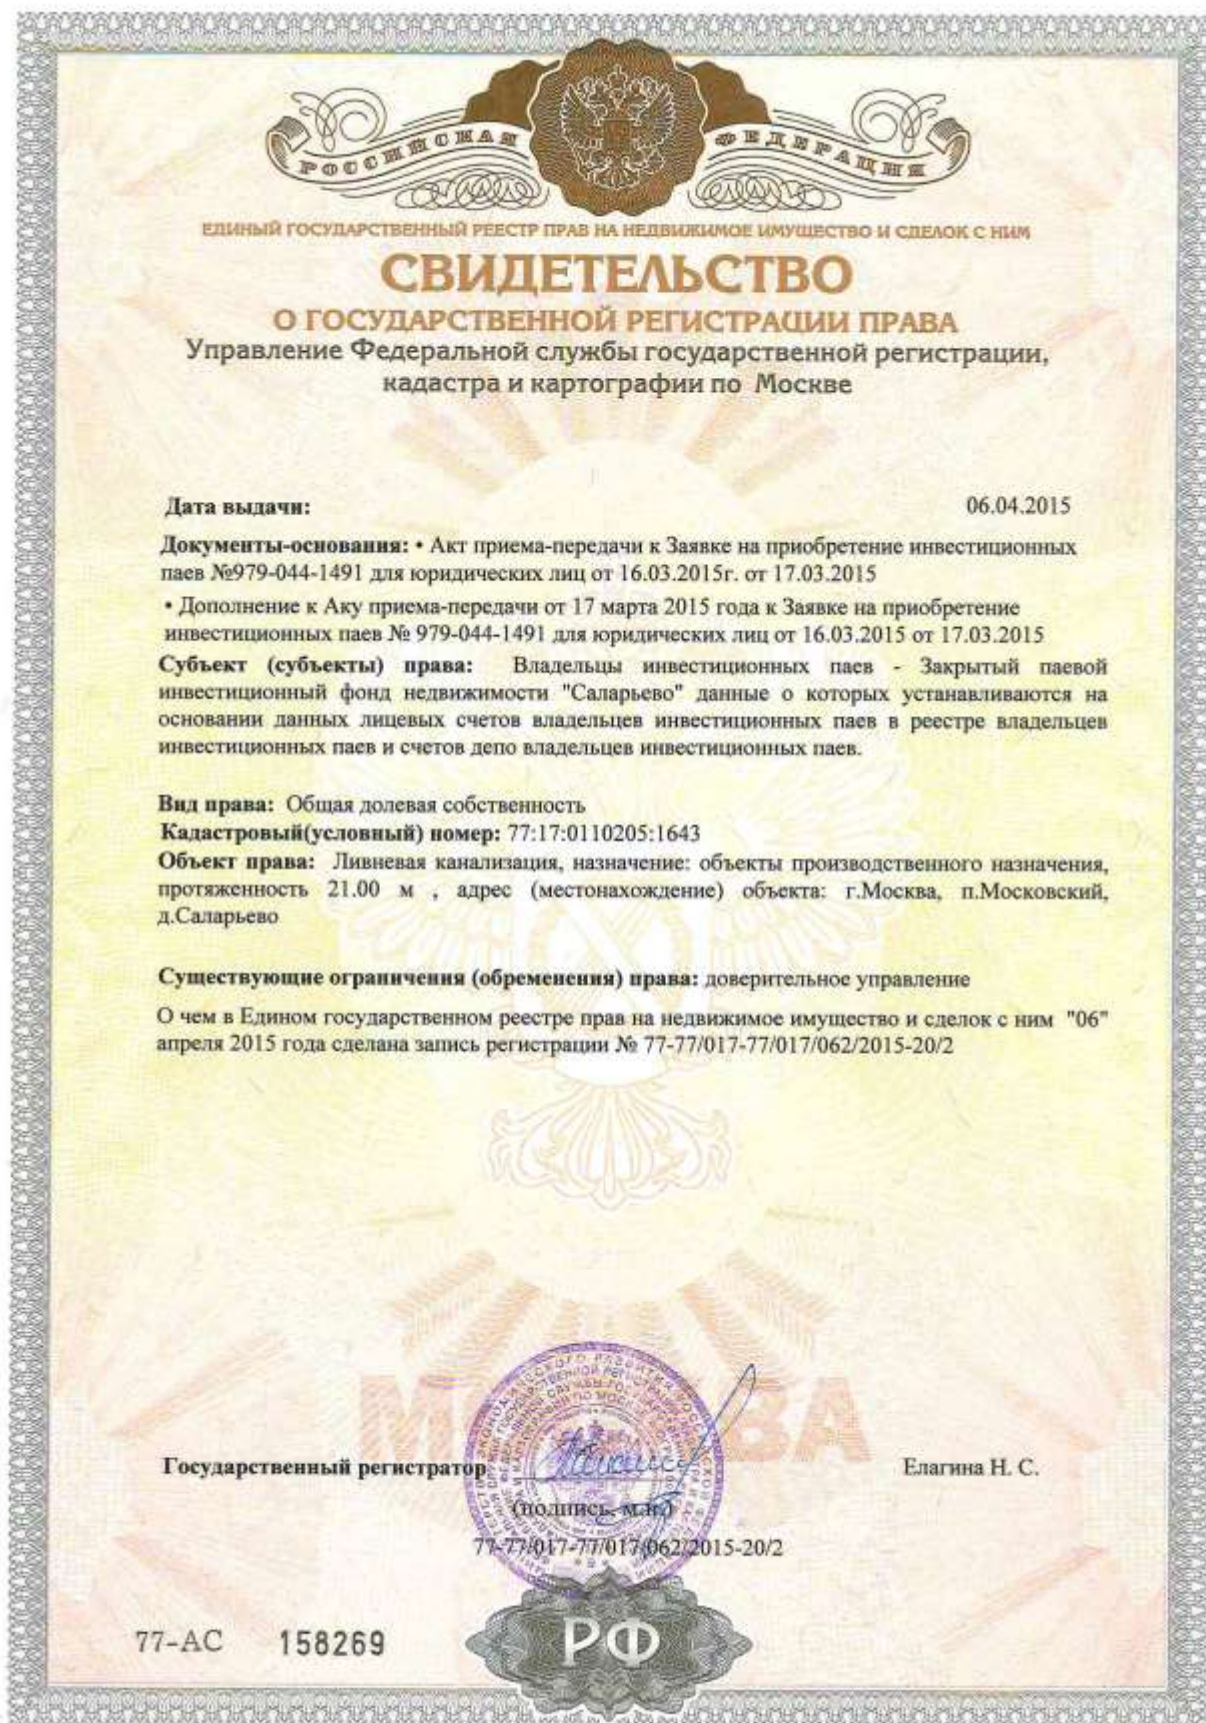 РОССИЙСКАЯ ФЕДЕРАЦИЯ
ЕДИНЫЙ ГОСУДАРСТВЕННЫЙ РЕЕСТР ПРАВ НА НЕДВИЖИМОЕ ИМУЩЕСТВО И СДЕЛОК С НИМ
СВИДЕТЕЛЬСТВО
О ГОСУДАРСТВЕННОЙ РЕГИСТРАЦИИ ПРАВА
Управление Федеральной службы государственной регистрации,
кадастра и картографии по Москве
Дата выдачи: 06.04.2015
Документы-основания: • Акт приема-передачи к Заявке на приобретение инвестиционных
паев №979-044-1491 для юридических лиц от 16.03.2015г. от 17.03.2015
• Дополнение к Аку приема-передачи от 17 марта 2015 года к Заявке на приобретение
инвестиционных паев № 979-044-1491 для юридических лиц от 16.03.2015 от 17.03.2015
Субъект (субъекты) права: Владельцы инвестиционных паев - Закрытый паевой
инвестиционный фонд недвижимости "Саларьево" данные о которых устанавливаются на
основании данных лицевых счетов владельцев инвестиционных паев в реестре владельцев
инвестиционных паев и счетов депо владельцев инвестиционных паев.
Вид права: Общая долевая собственность
Кадастровый(условный) номер: 77:17:0110205:1643
Объект права: Ливневая канализация, назначение: объекты производственного назначения,
протяженность 21.00 м , адрес (местонахождение) объекта: г.Москва, п.Московский,
д.Саларьево
Существующие ограничения (обременения) права: доверительное управление
О чем в Едином государственном реестре прав на недвижимое имущество и сделок с ним "06"
апреля 2015 года сделана запись регистрации № 77-77/017-77/017/062/2015-20/2
МОСКВА
Государственный регистратор Елагина Н. С.
(подпись, м.п.)
77-77/017-77/017/062/2015-20/2
77-АС 158269
РФ